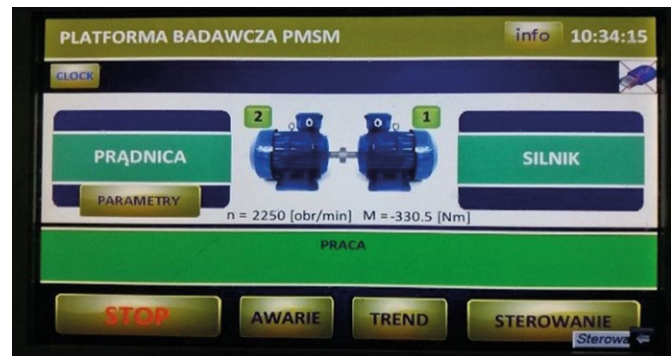 PLATFORMA BADAWCZA PMSM info 10:34:15
CLOCK
2 1
PRĄDNICA SILNIK
PARAMETRY
n = 2250 [obr/min] M =-330.5 [Nm]
PRACA
STOP AWARIE TREND STEROWANIE
Sterowa